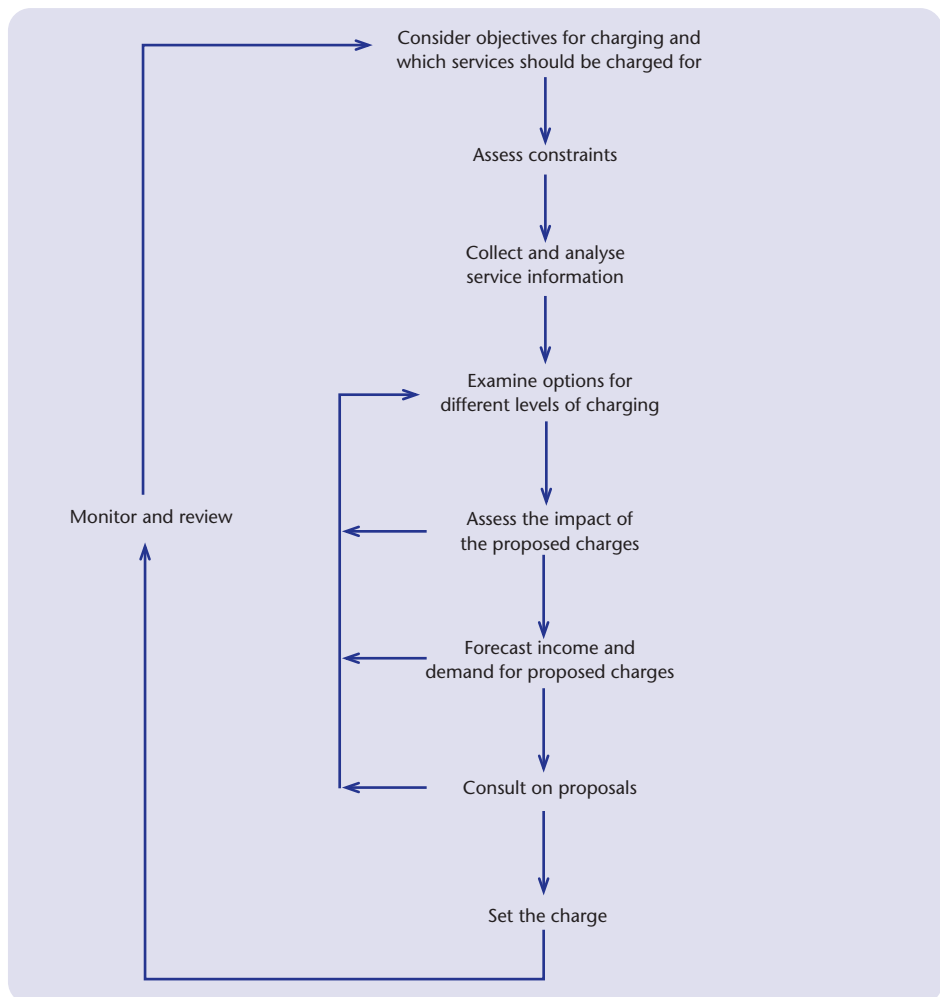 Consider objectives for charging and
which services should be charged for
Assess constraints
Collect and analyse
service information
Examine options for
different levels of charging
Assess the impact of
the proposed charges
Forecast income and
demand for proposed charges
Consult on proposals
Set the charge
Monitor and review